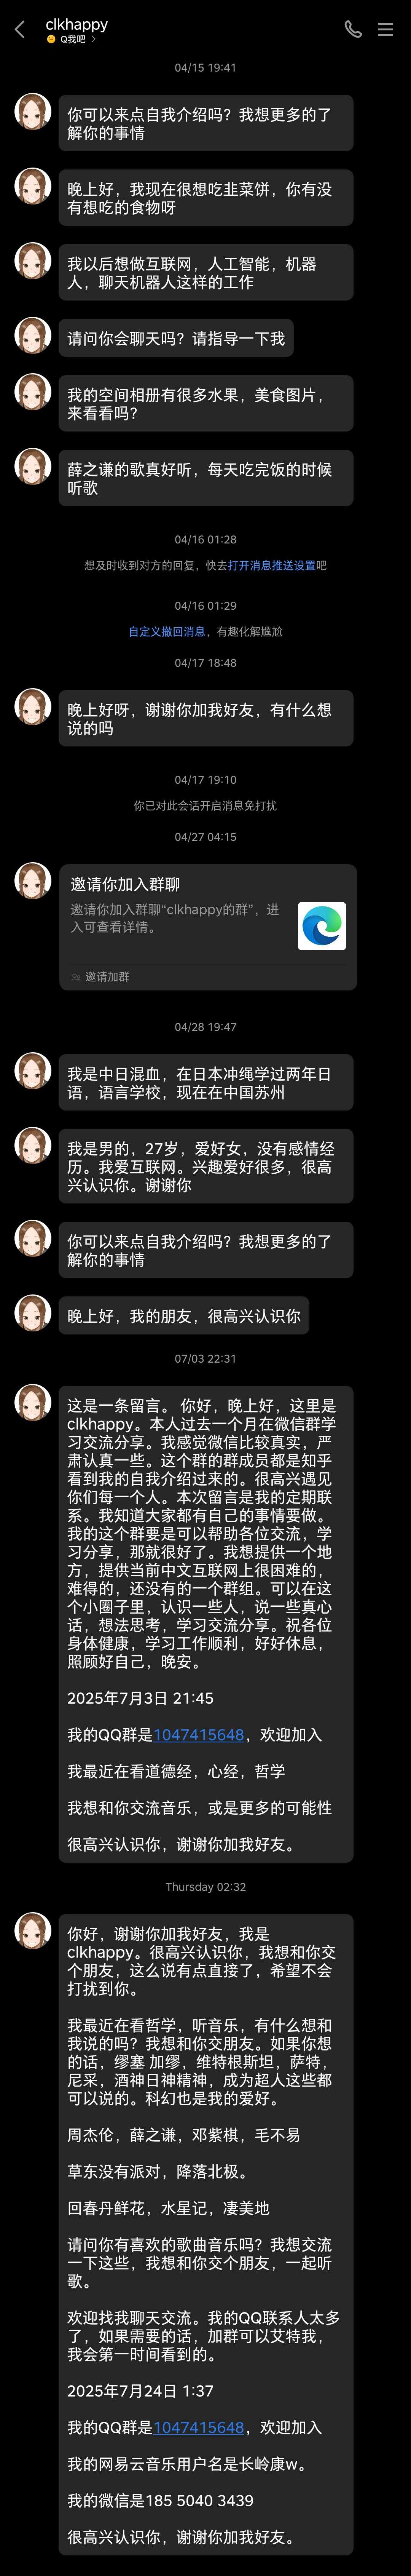 clkhappy
Q我吧 >
04/15 19:41
你可以来点自我介绍吗？我想更多的了
解你的事情
晚上好，我现在很想吃韭菜饼，你有没
有想吃的食物呀
我以后想做互联网，人工智能，机器
人，聊天机器人这样的工作
请问你会聊天吗？请指导一下我
我的空间相册有很多水果，美食图片，
来看看吗？
薛之谦的歌真好听，每天吃完饭的时候
听歌
04/16 01:28
想及时收到对方的回复，快去打开消息推送设置吧
04/16 01:29
自定义撤回消息，有趣化解尴尬
04/17 18:48
晚上好呀，谢谢你加我好友，有什么想
说的吗
04/17 19:10
你已对此会话开启消息免打扰
04/27 04:15
邀请你加入群聊
邀请你加入群聊“clkhappy的群”，进
入可查看详情。
邀请加群
04/28 19:47
我是中日混血，在日本冲绳学过两年日
语，语言学校，现在在中国苏州
我是男的，27岁，爱好女，没有感情经
历。我爱互联网。兴趣爱好很多，很高
兴认识你。谢谢你
你可以来点自我介绍吗？我想更多的了
解你的事情
晚上好，我的朋友，很高兴认识你
07/03 22:31
这是一条留言。 你好，晚上好，这里是
clkhappy。本人过去一个月在微信群学
习交流分享。我感觉微信比较真实，严
肃认真一些。这个群的群成员都是知乎
看到我的自我介绍过来的。很高兴遇见
你们每一个人。本次留言是我的定期联
系。我知道大家都有自己的事情要做。
我的这个群要是可以帮助各位交流，学
习分享，那就很好了。我想提供一个地
方，提供当前中文互联网上很困难的，
难得的，还没有的一个群组。可以在这
个小圈子里，认识一些人，说一些真心
话，想法思考，学习交流分享。祝各位
身体健康，学习工作顺利，好好休息，
照顾好自己，晚安。
2025年7月3日 21:45
我的QQ群是1047415648，欢迎加入
我最近在看道德经，心经，哲学
我想和你交流音乐，或是更多的可能性
很高兴认识你，谢谢你加我好友。
Thursday 02:32
你好，谢谢你加我好友，我是
clkhappy。很高兴认识你，我想和你交
个朋友，这么说有点直接了，希望不会
打扰到你。
我最近在看哲学，听音乐，有什么想和
我说的吗？我想和你交朋友。如果你想
的话，缪塞 加缪，维特根斯坦，萨特，
尼采，酒神日神精神，成为超人这些都
可以说的。科幻也是我的爱好。
周杰伦，薛之谦，邓紫棋，毛不易
草东没有派对，降落北极。
回春丹鲜花，水星记，凄美地
请问你有喜欢的歌曲音乐吗？我想交流
一下这些，我想和你交个朋友，一起听
歌。
欢迎找我聊天交流。我的QQ联系人太多
了，如果需要的话，加群可以艾特我，
我会第一时间看到的。
2025年7月24日 1:37
我的QQ群是1047415648，欢迎加入
我的网易云音乐用户名是长岭康w。
我的微信是185 5040 3439
很高兴认识你，谢谢你加我好友。